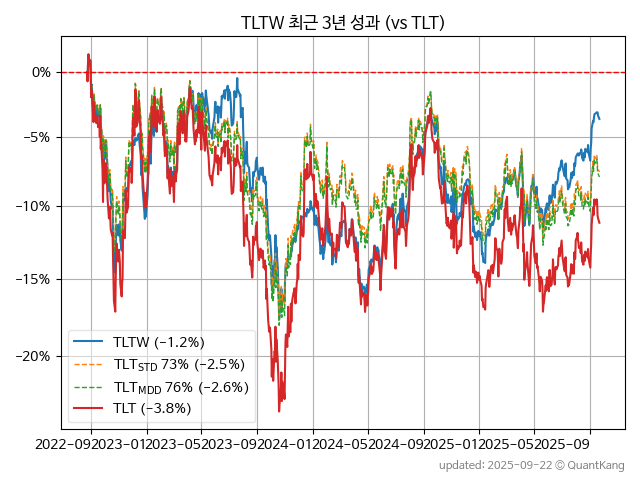 TLTW 최근 3년 성과 (vs TLT)
0%
−5%
−10%
−15%
−20%
TLTW (−1.2%)
TLTSTD 73% (−2.5%)
TLTMDD 76% (−2.6%)
TLT (−3.8%)
2022-09 2023-01 2023-05 2023-09 2024-01 2024-05 2024-09 2025-01 2025-05 2025-09
updated: 2025-09-22 © QuantKang